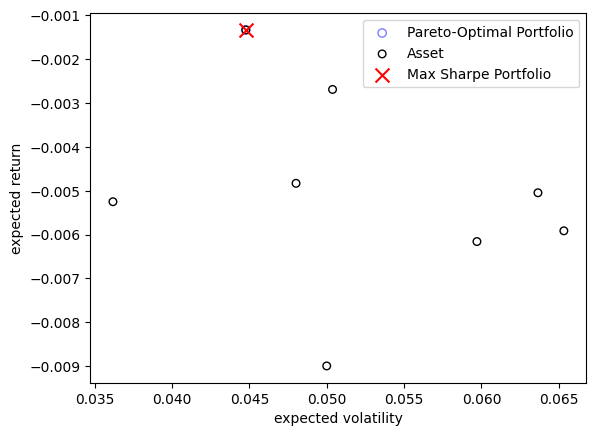 −0.001
−0.002
−0.003
−0.004
−0.005
−0.006
−0.007
−0.008
−0.009
expected return
Pareto-Optimal Portfolio
Asset
Max Sharpe Portfolio
0.035 0.040 0.045 0.050 0.055 0.060 0.065
expected volatility